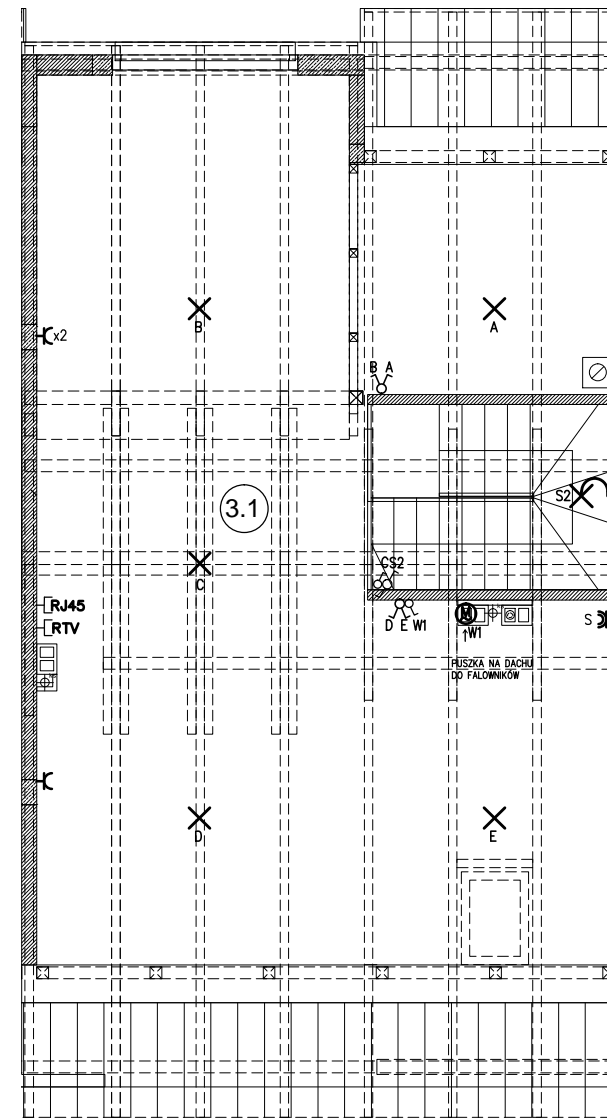 x2
B
A
B A
S2
3.1
CS2
C
RJ45
RTV
D E W1
M
W1
S
PUSZKA NA DACHU
DO FALOWNIKÓW
D
E